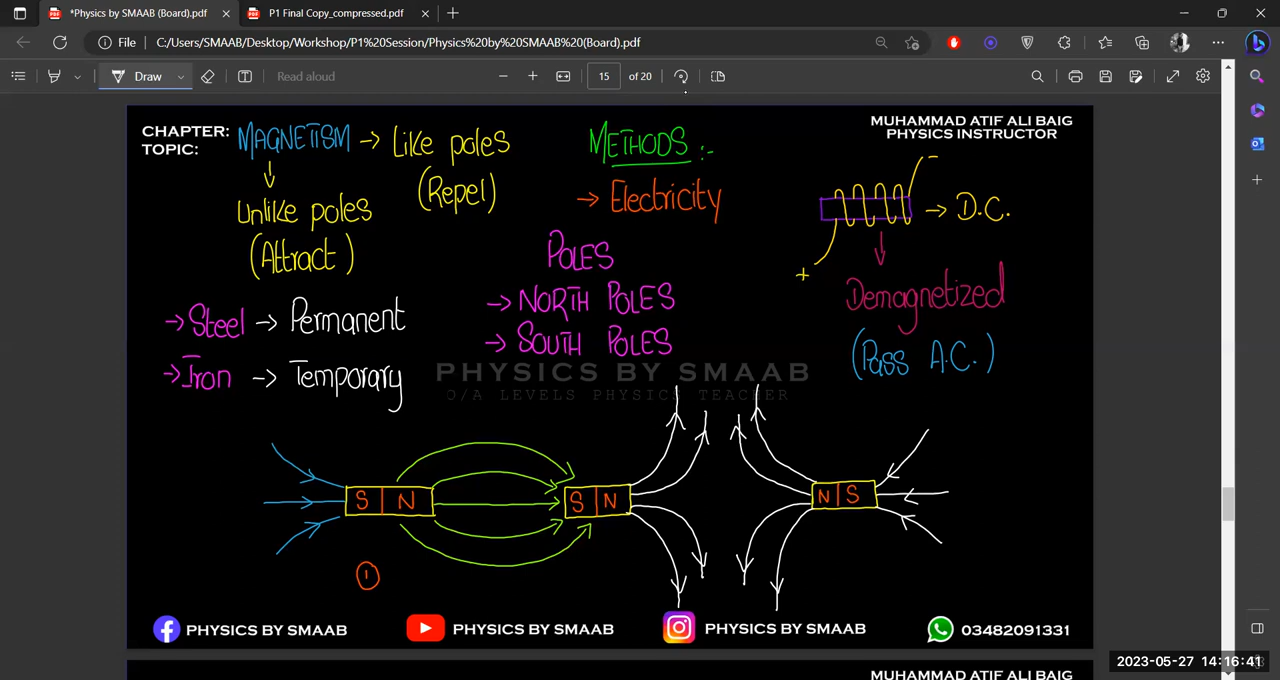 *Physics by SMAAB (Board).pdf
P1 Final Copy_compressed.pdf
File
C:/Users/SMAAB/Desktop/Workshop/P1%20Session/Physics%20by%20SMAAB%20(Board).pdf
Draw
Read aloud
15 of 20
CHAPTER:
TOPIC:
MAGNETISM → Like poles
(Repel)
↓
Unlike poles
(Attract)
METHODS :-
→ Electricity
MUHAMMAD ATIF ALI BAIG
PHYSICS INSTRUCTOR
-
+
→ D.C.
Demagnetized
(Pass A.C.)
POLES
→ NORTH POLES
→ SOUTH POLES
→ Steel → Permanent
→ Iron → Temporary
PHYSICS BY SMAAB
O/A LEVELS PHYSICS TEACHER
S N
S N
N S
1
PHYSICS BY SMAAB
PHYSICS BY SMAAB
PHYSICS BY SMAAB
03482091331
MUHAMMAD ATIF ALI BAIG
2023-05-27 14:16:41